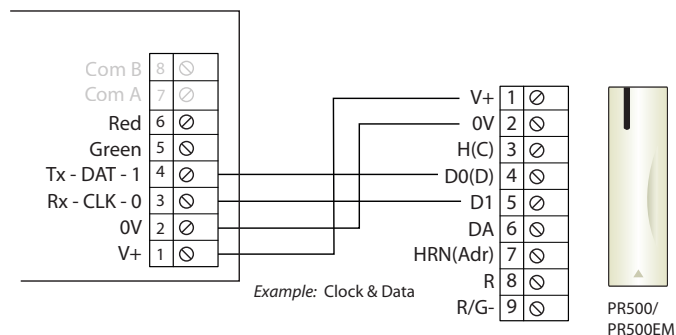 Com B 8
Com A 7
Red 6
Green 5
Tx - DAT - 1 4
Rx - CLK - 0 3
0V 2
V+ 1
V+ 1
0V 2
H(C) 3
D0(D) 4
D1 5
DA 6
HRN(Adr) 7
R 8
R/G- 9
Example: Clock & Data
PR500/
PR500EM